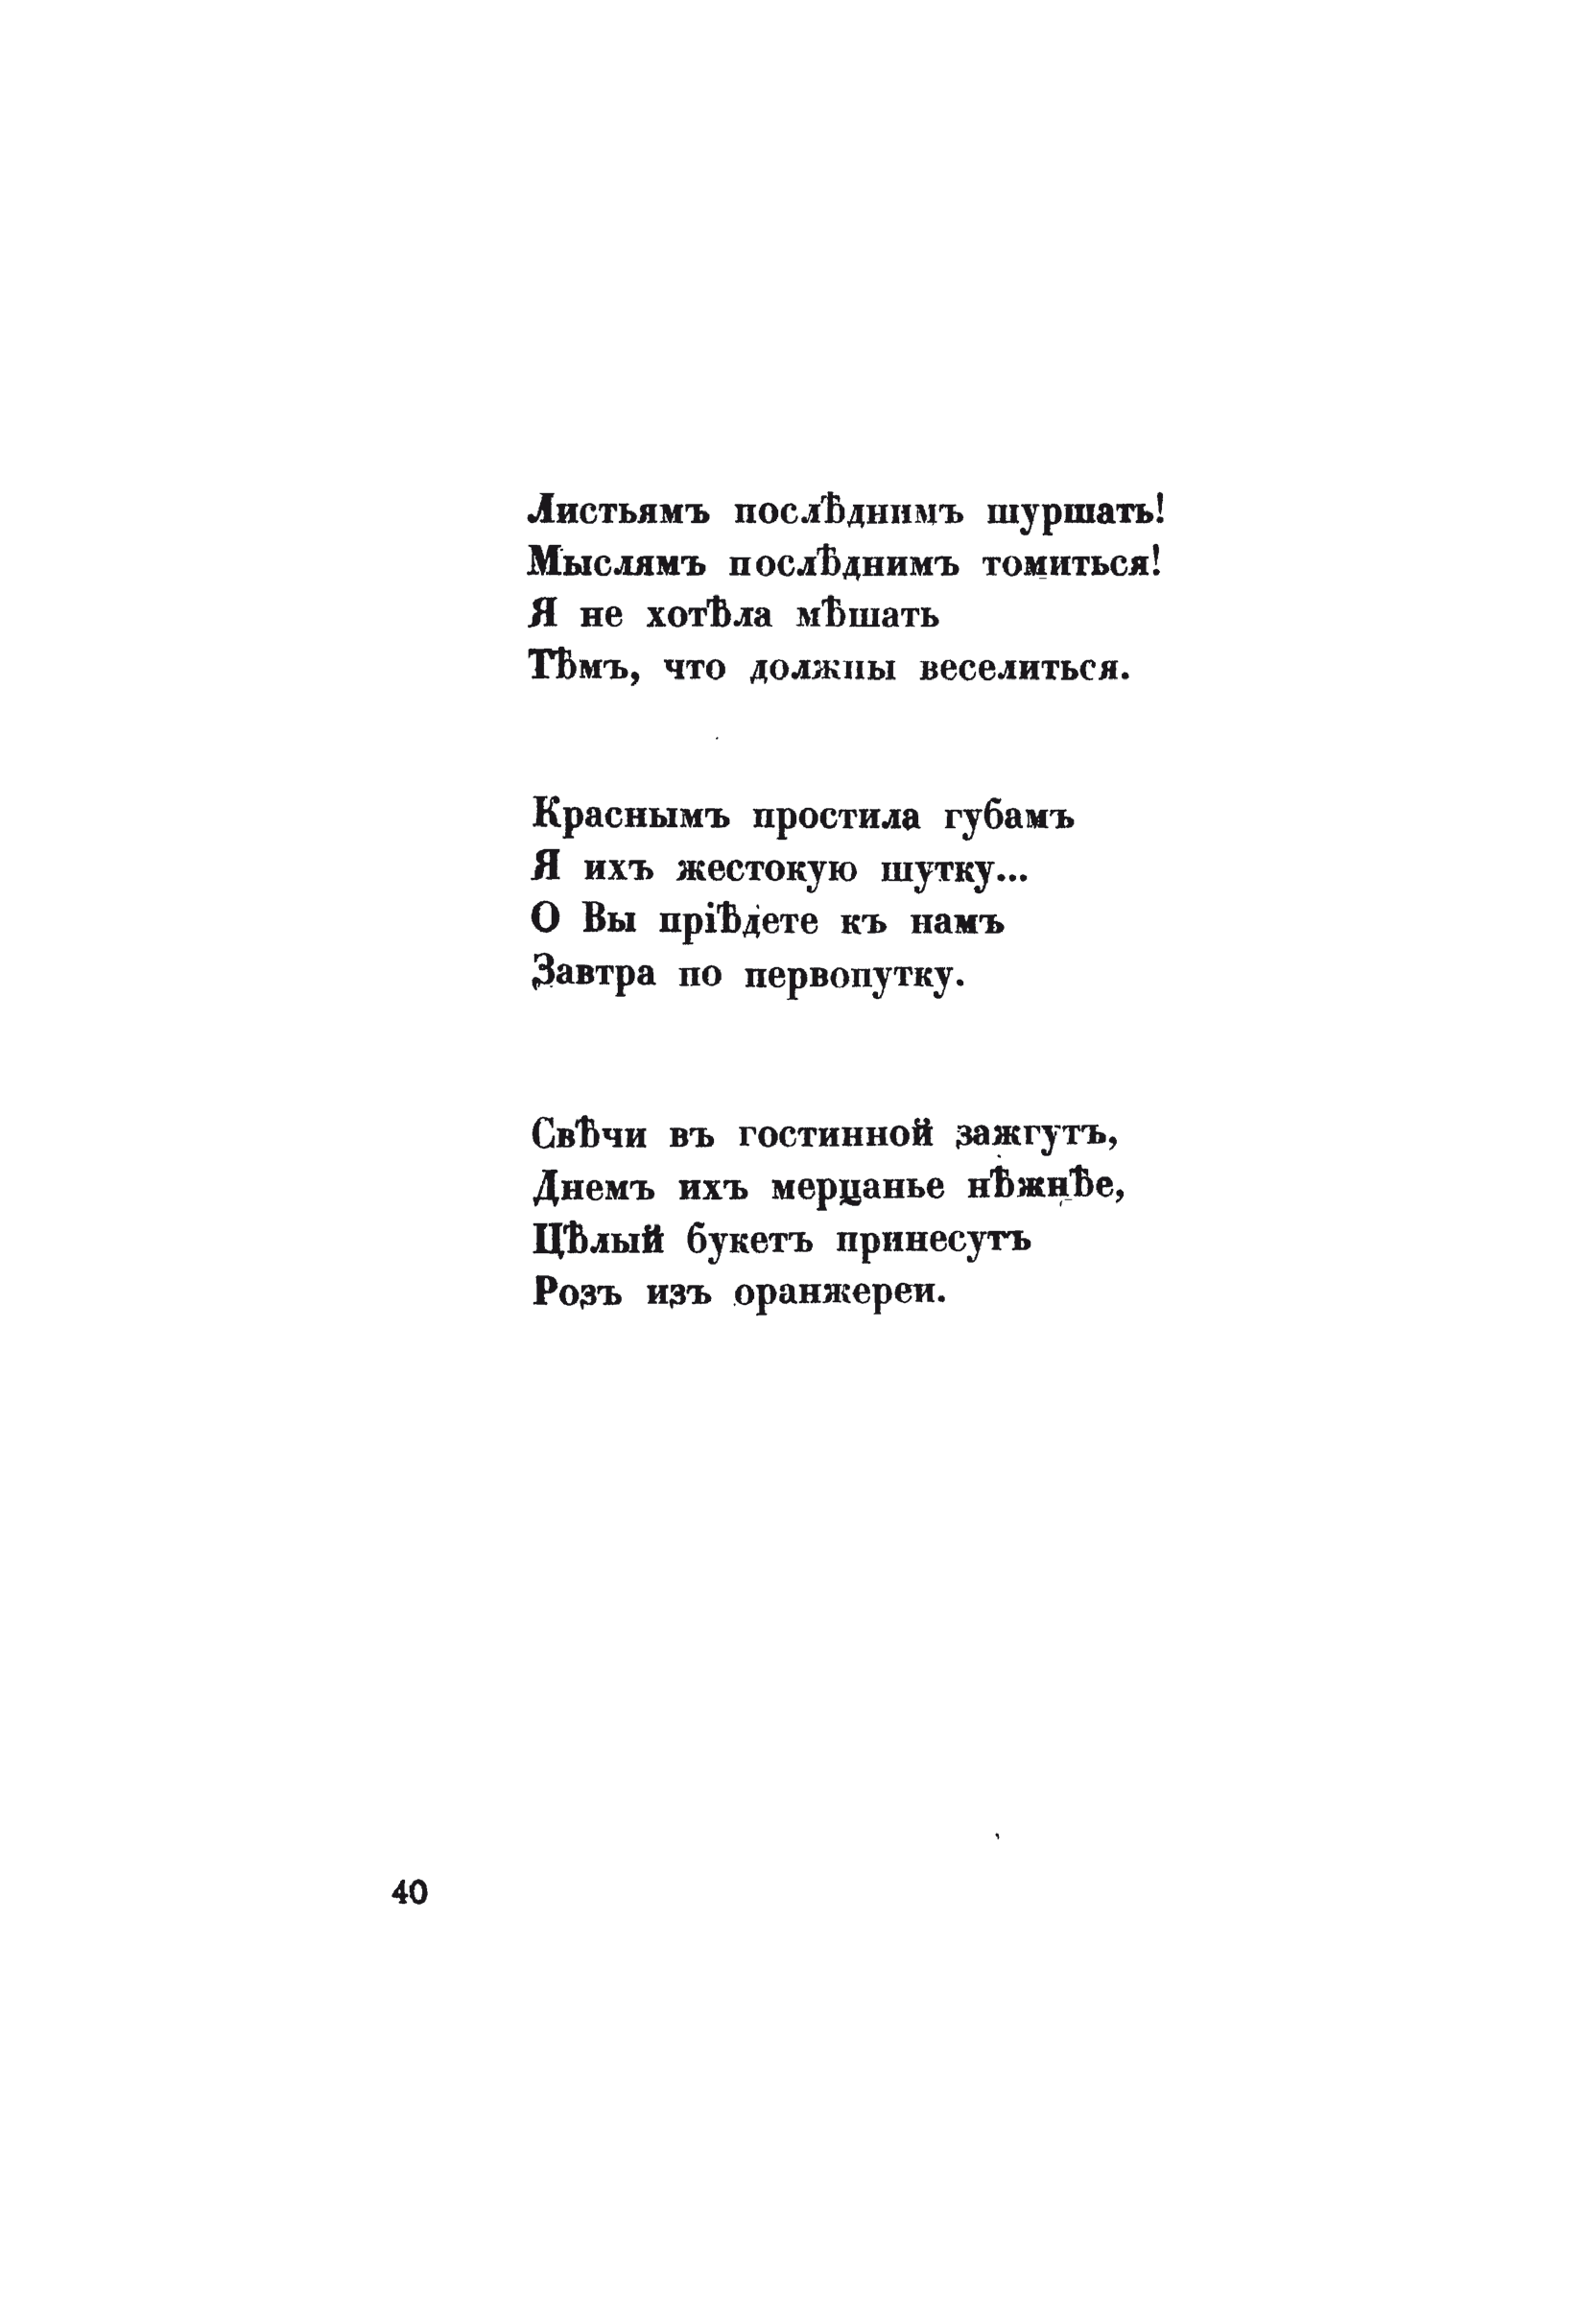 Листьямъ послѣднимъ шуршать!
Мыслямъ послѣднимъ томиться!
Я не хотѣла мѣшать
Тѣмъ, что должны веселиться.
Краснымъ простила губамъ
Я ихъ жестокую шутку...
О Вы пріѣдете къ намъ
Завтра по первопутку.
Свѣчи въ гостинной зажгутъ,
Днемъ ихъ мерцанье нѣжнѣе,
Цѣлый букетъ принесутъ
Розъ изъ оранжереи.
40